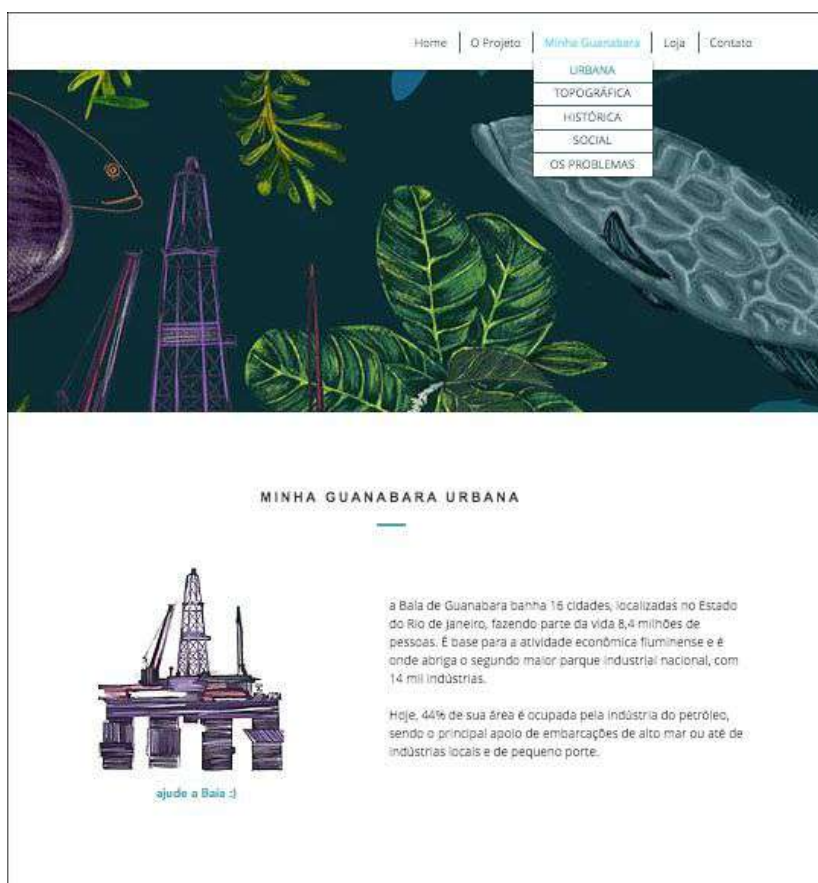 Home | O Projeto | Minha Guanabara | Loja | Contato
URBANA
TOPOGRÁFICA
HISTÓRICA
SOCIAL
OS PROBLEMAS
MINHA GUANABARA URBANA
a Baía de Guanabara banha 16 cidades, localizadas no Estado
do Rio de Janeiro, fazendo parte da vida 8,4 milhões de
pessoas. É base para a atividade econômica fluminense e é
onde abriga o segundo maior parque industrial nacional, com
14 mil indústrias.
Hoje, 44% de sua área é ocupada pela indústria do petróleo,
sendo o principal apoio de embarcações de alto mar ou até de
indústrias locais e de pequeno porte.
ajude a Baía :)